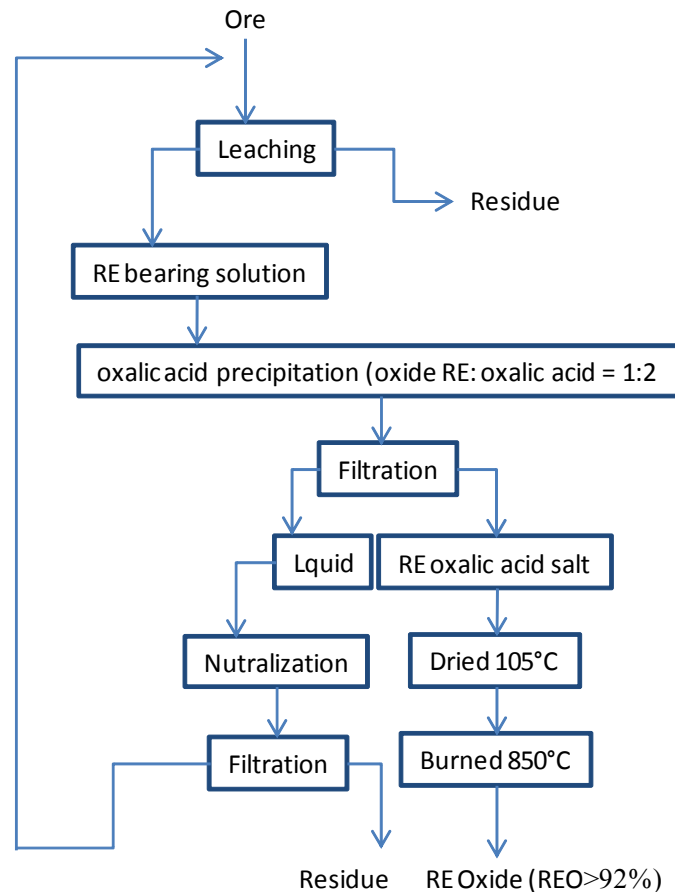 Ore
Leaching
Residue
RE bearing solution
oxalic acid precipitation (oxide RE: oxalic acid = 1:2
Filtration
Lquid
RE oxalic acid salt
Nutralization
Dried 105°C
Filtration
Burned 850°C
Residue
RE Oxide (REO>92%)